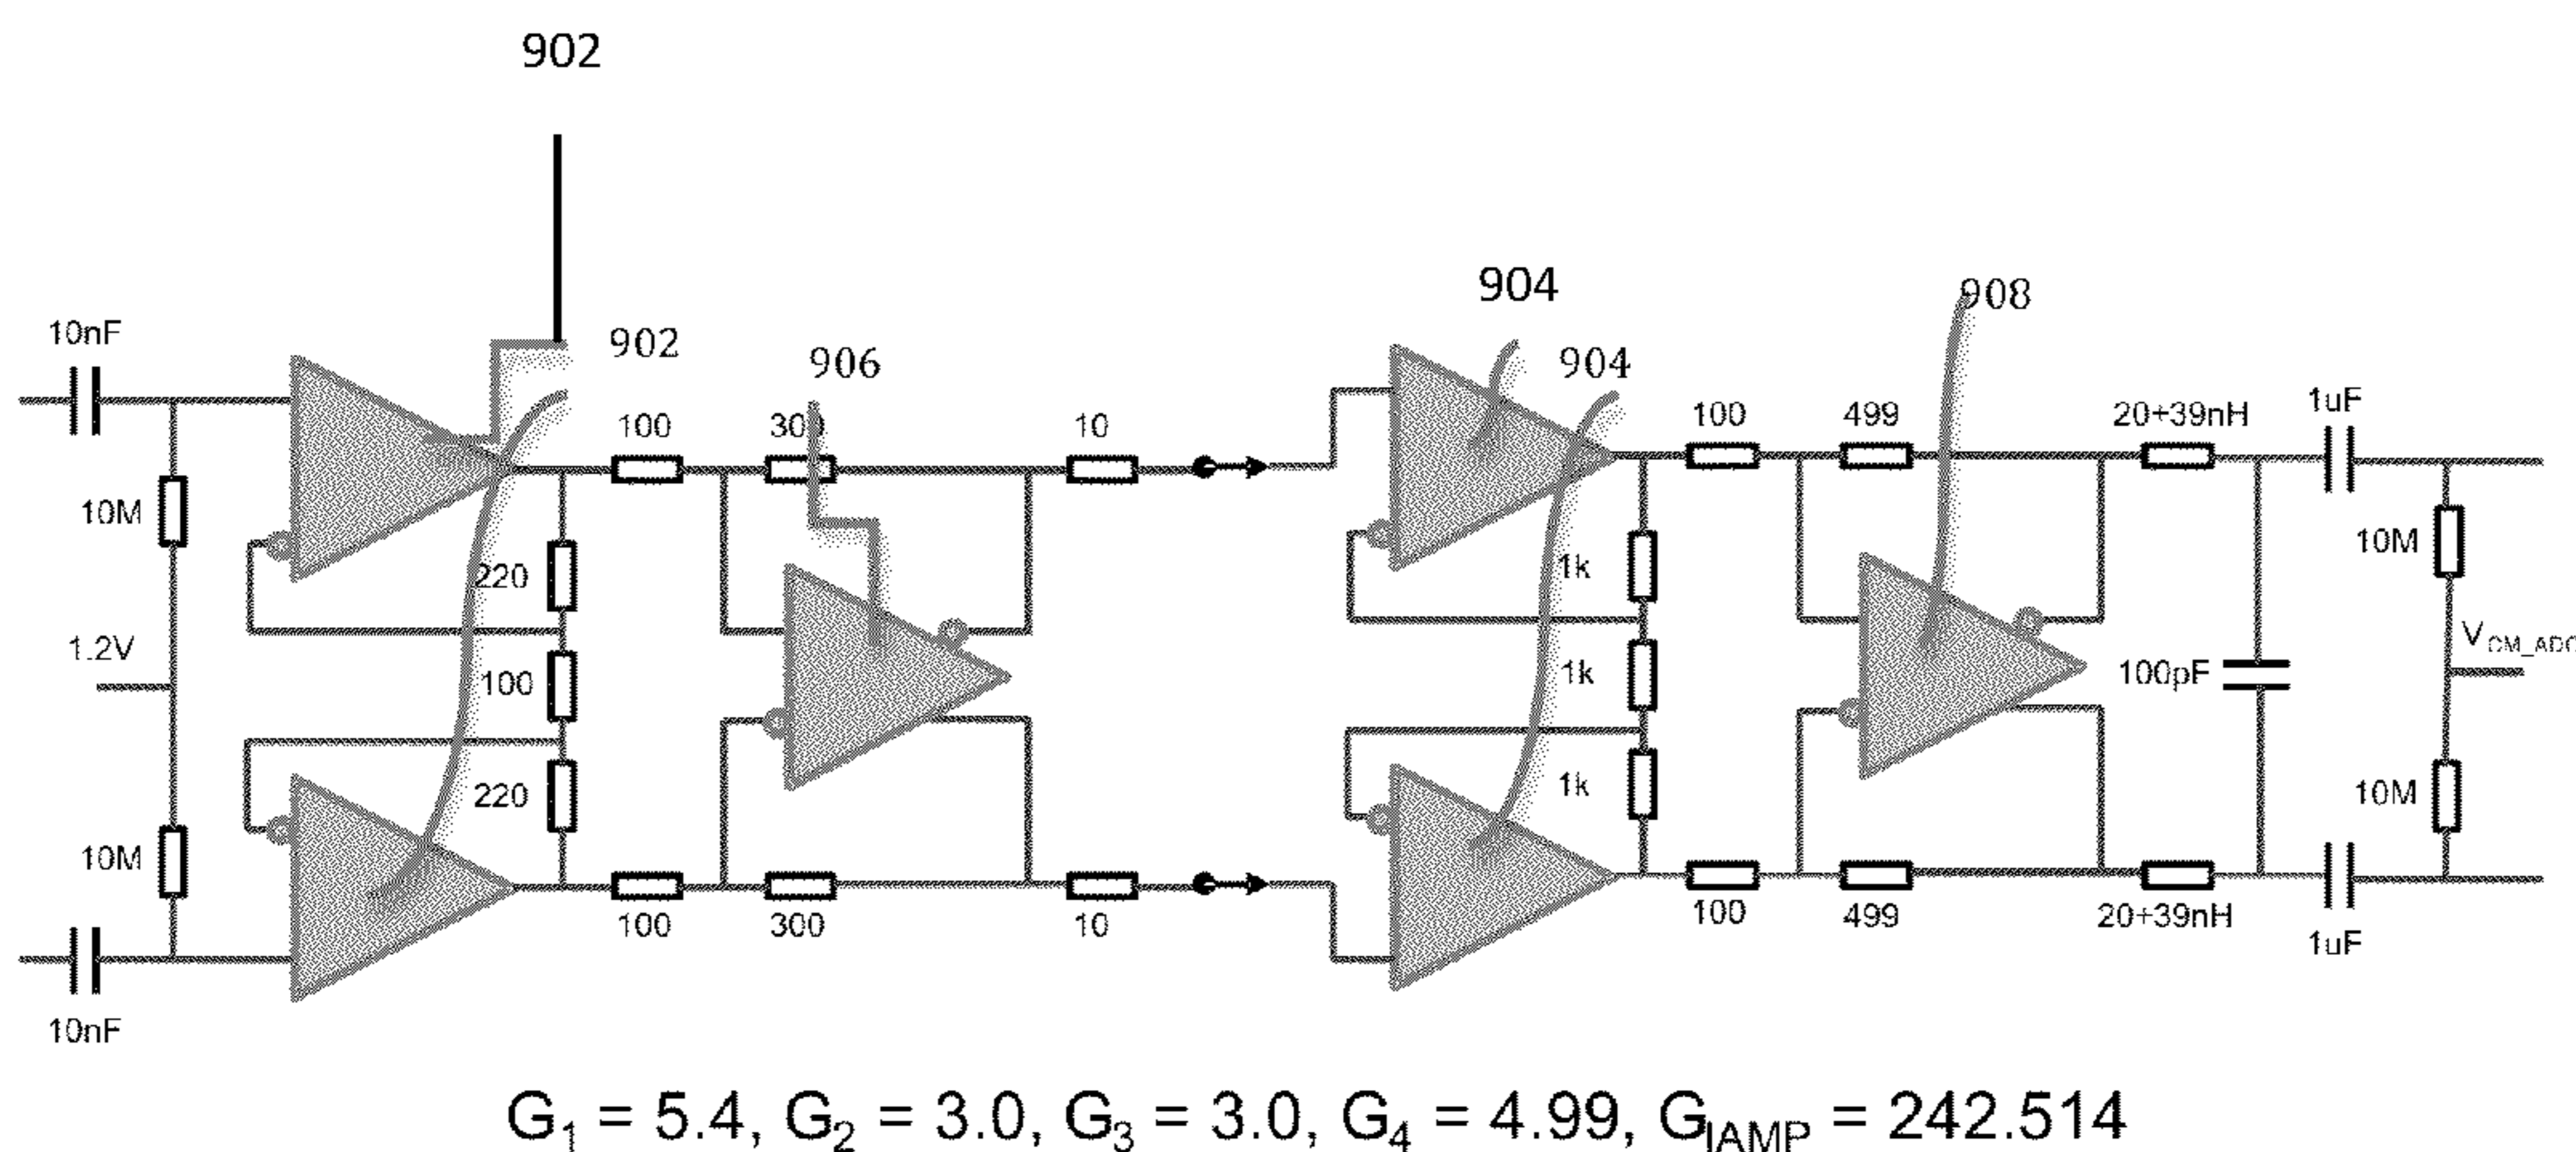 902
904
908
10nF
902
906
904
100
300
10
100
499
20+39nH
1uF
10M
220
1k
10M
1.2V
100
1k
100pF
VCM_ADC
220
1k
10M
10M
100
300
10
100
499
20+39nH
1uF
10nF
G1 = 5.4, G2 = 3.0, G3 = 3.0, G4 = 4.99, GIAMP = 242.514